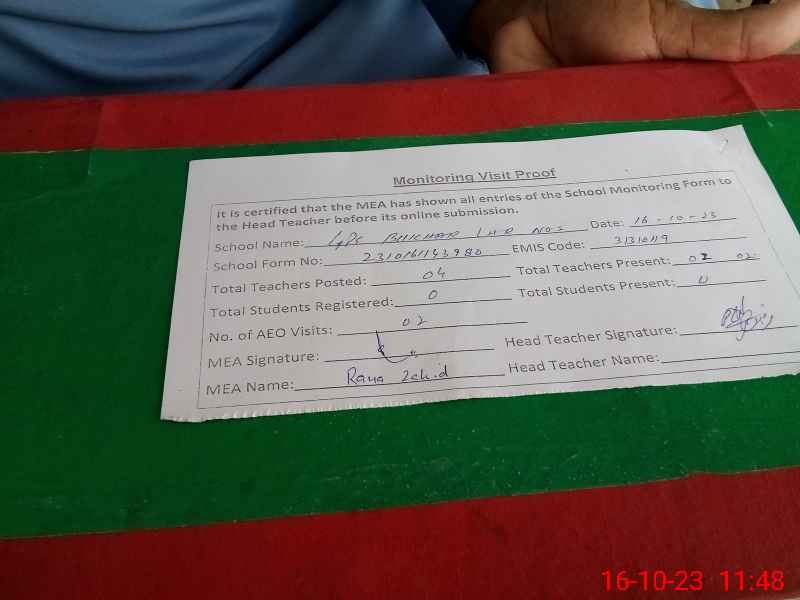 Monitoring Visit Proof
It is certified that the MEA has shown all entries of the School Monitoring Form to
the Head Teacher before its online submission.
School Name: GPS NO: Date: 16-10-23
School Form No: EMIS Code:
Total Teachers Posted: 04 Total Teachers Present: 02 02
Total Students Registered: 0 Total Students Present: 0
No. of AEO Visits: 02
MEA Signature: Head Teacher Signature:
MEA Name: Rana Zahid Head Teacher Name:
16-10-23 11:48